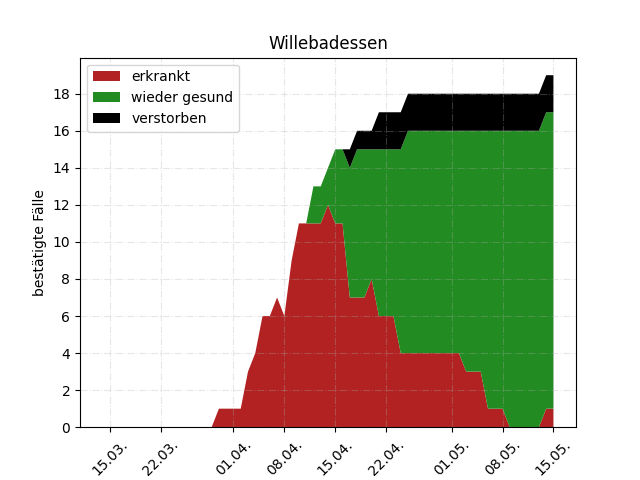 Willebadessen
erkrankt
wieder gesund
verstorben
bestätigte Fälle
18
16
14
12
10
8
6
4
2
0
15.03. 22.03. 01.04. 08.04. 15.04. 22.04. 01.05. 08.05. 15.05.